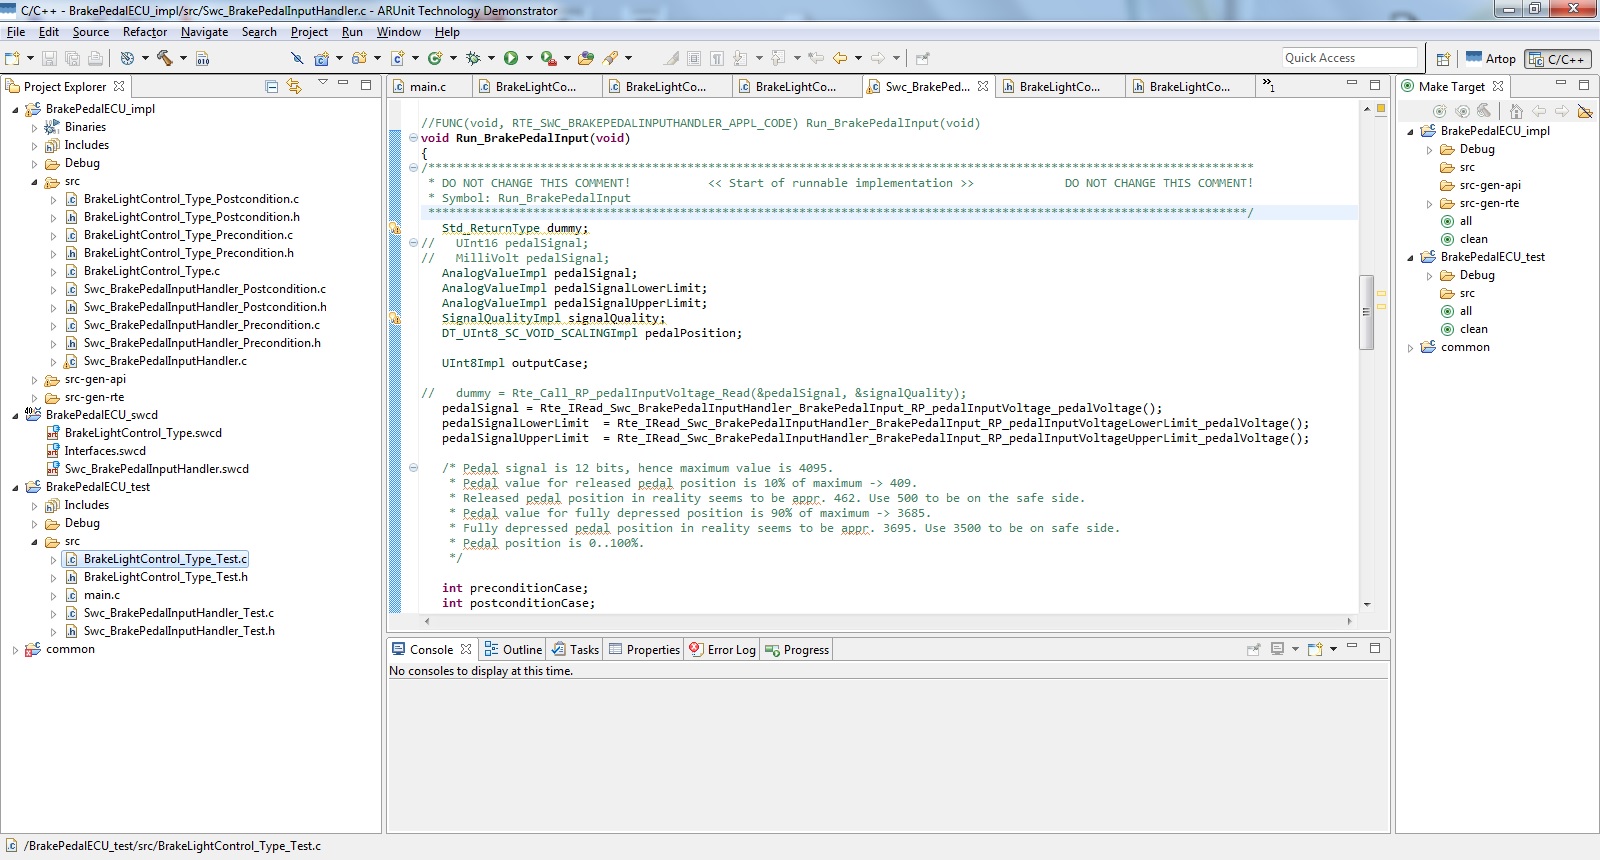 C/C++ - BrakePedalECU_impl/src/Swc_BrakePedalInputHandler.c - ARUnit Technology Demonstrator
File Edit Source Refactor Navigate Search Project Run Window Help
Quick Access
Artop
C/C++
Project Explorer
BrakePedalECU_impl
Binaries
Includes
Debug
src
BrakeLightControl_Type_Postcondition.c
BrakeLightControl_Type_Postcondition.h
BrakeLightControl_Type_Precondition.c
BrakeLightControl_Type_Precondition.h
BrakeLightControl_Type.c
Swc_BrakePedalInputHandler_Postcondition.c
Swc_BrakePedalInputHandler_Postcondition.h
Swc_BrakePedalInputHandler_Precondition.c
Swc_BrakePedalInputHandler_Precondition.h
Swc_BrakePedalInputHandler.c
src-gen-api
src-gen-rte
BrakePedalECU_swcd
BrakeLightControl_Type.swcd
Interfaces.swcd
Swc_BrakePedalInputHandler.swcd
BrakePedalECU_test
Includes
Debug
src
BrakeLightControl_Type_Test.c
BrakeLightControl_Type_Test.h
main.c
Swc_BrakePedalInputHandler_Test.c
Swc_BrakePedalInputHandler_Test.h
common
main.c BrakeLightCo... BrakeLightCo... BrakeLightCo... Swc_BrakePed... BrakeLightCo... BrakeLightCo... »1
//FUNC(void, RTE_SWC_BRAKEPEDALINPUTHANDLER_APPL_CODE) Run_BrakePedalInput(void)
void Run_BrakePedalInput(void)
{
/**********************************************************************************************************************
* DO NOT CHANGE THIS COMMENT! << Start of runnable implementation >> DO NOT CHANGE THIS COMMENT!
* Symbol: Run_BrakePedalInput
*********************************************************************************************************************/
Std_ReturnType dummy;
// UInt16 pedalSignal;
// MilliVolt pedalSignal;
AnalogValueImpl pedalSignal;
AnalogValueImpl pedalSignalLowerLimit;
AnalogValueImpl pedalSignalUpperLimit;
SignalQualityImpl signalQuality;
DT_UInt8_SC_VOID_SCALINGImpl pedalPosition;
UInt8Impl outputCase;
// dummy = Rte_Call_RP_pedalInputVoltage_Read(&pedalSignal, &signalQuality);
pedalSignal = Rte_IRead_Swc_BrakePedalInputHandler_BrakePedalInput_RP_pedalInputVoltage_pedalVoltage();
pedalSignalLowerLimit = Rte_IRead_Swc_BrakePedalInputHandler_BrakePedalInput_RP_pedalInputVoltageLowerLimit_pedalVoltage();
pedalSignalUpperLimit = Rte_IRead_Swc_BrakePedalInputHandler_BrakePedalInput_RP_pedalInputVoltageUpperLimit_pedalVoltage();
/* Pedal signal is 12 bits, hence maximum value is 4095.
* Pedal value for released pedal position is 10% of maximum -> 409.
* Released pedal position in reality seems to be appr. 462. Use 500 to be on the safe side.
* Pedal value for fully depressed position is 90% of maximum -> 3685.
* Fully depressed pedal position in reality seems to be appr. 3695. Use 3500 to be on safe side.
* Pedal position is 0..100%.
*/
int preconditionCase;
int postconditionCase;
Console Outline Tasks Properties Error Log Progress
No consoles to display at this time.
Make Target
BrakePedalECU_impl
Debug
src
src-gen-api
src-gen-rte
all
clean
BrakePedalECU_test
Debug
src
all
clean
common
/BrakePedalECU_test/src/BrakeLightControl_Type_Test.c